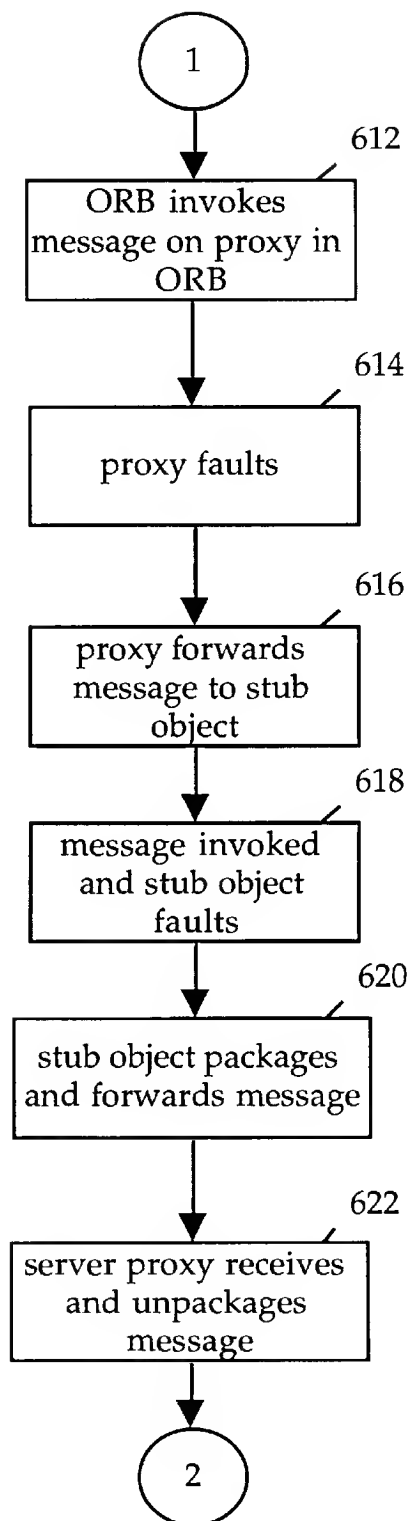 1
612
ORB invokes
message on proxy in
ORB
614
proxy faults
616
proxy forwards
message to stub
object
618
message invoked
and stub object
faults
620
stub object packages
and forwards message
622
server proxy receives
and unpackages
message
2